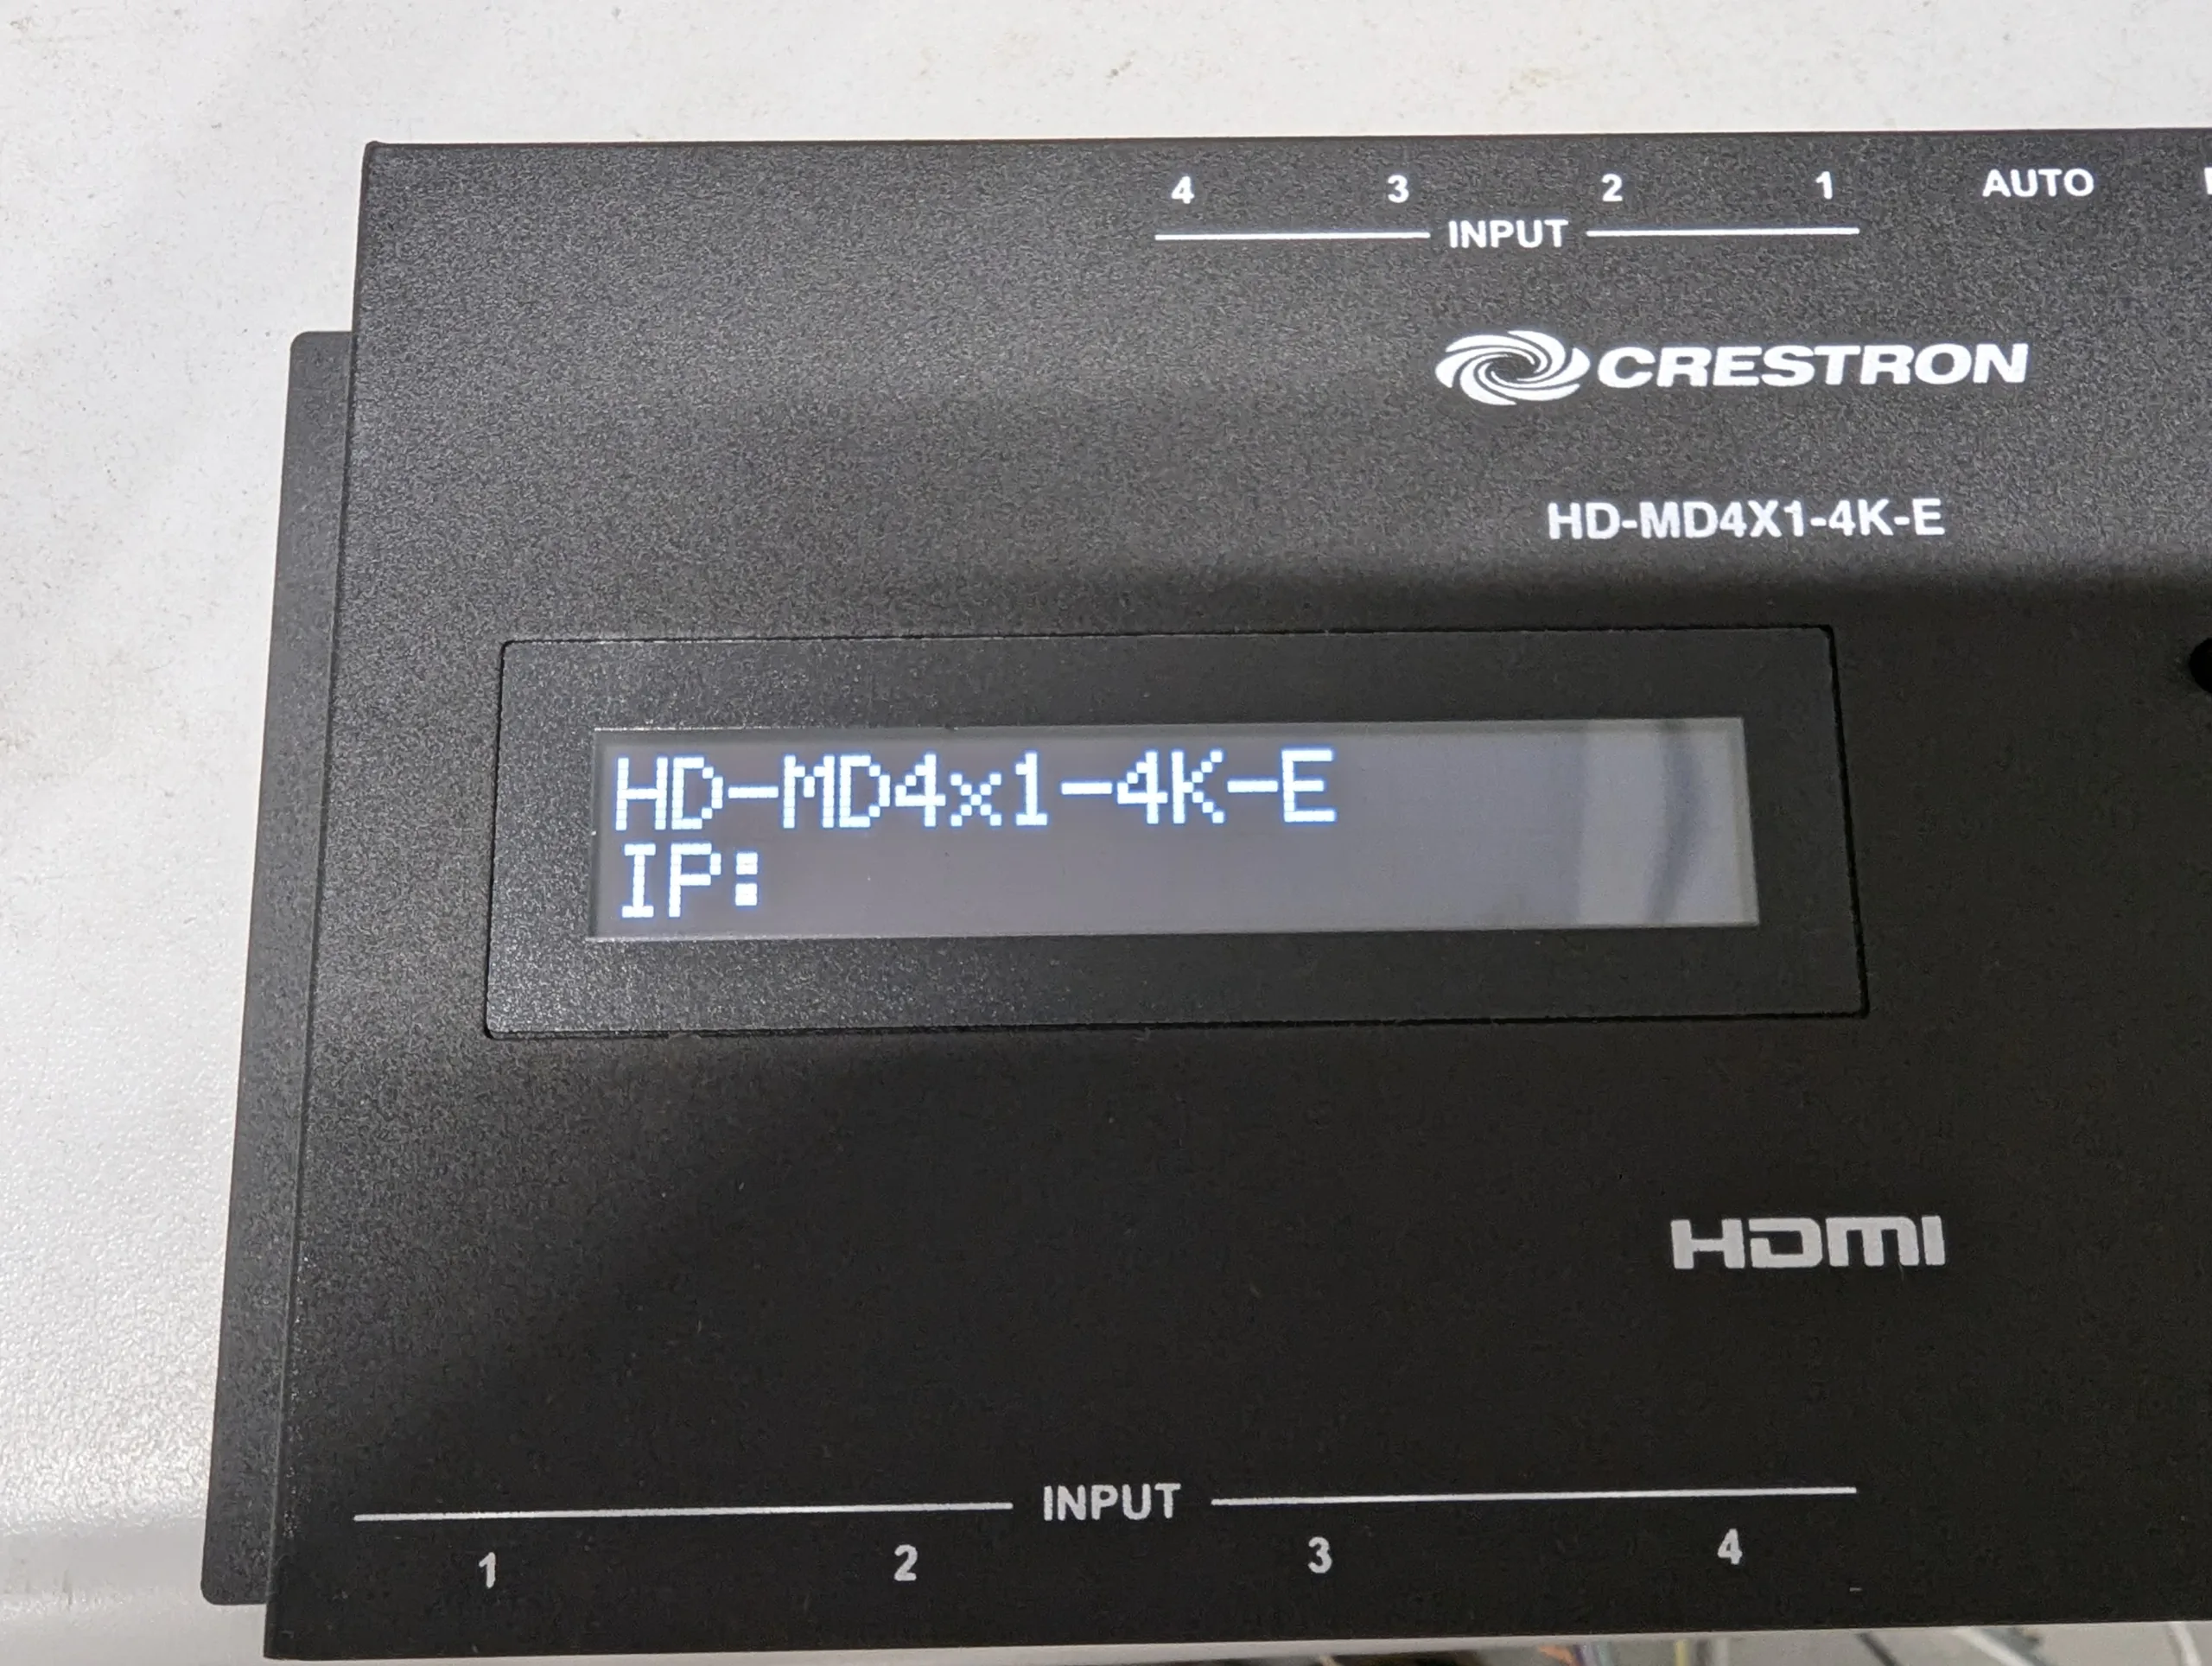 4 3 2 1 AUTO
INPUT
CRESTRON
HD-MD4X1-4K-E
HD-MD4x1-4K-E
IP:
HDMI
INPUT
1 2 3 4